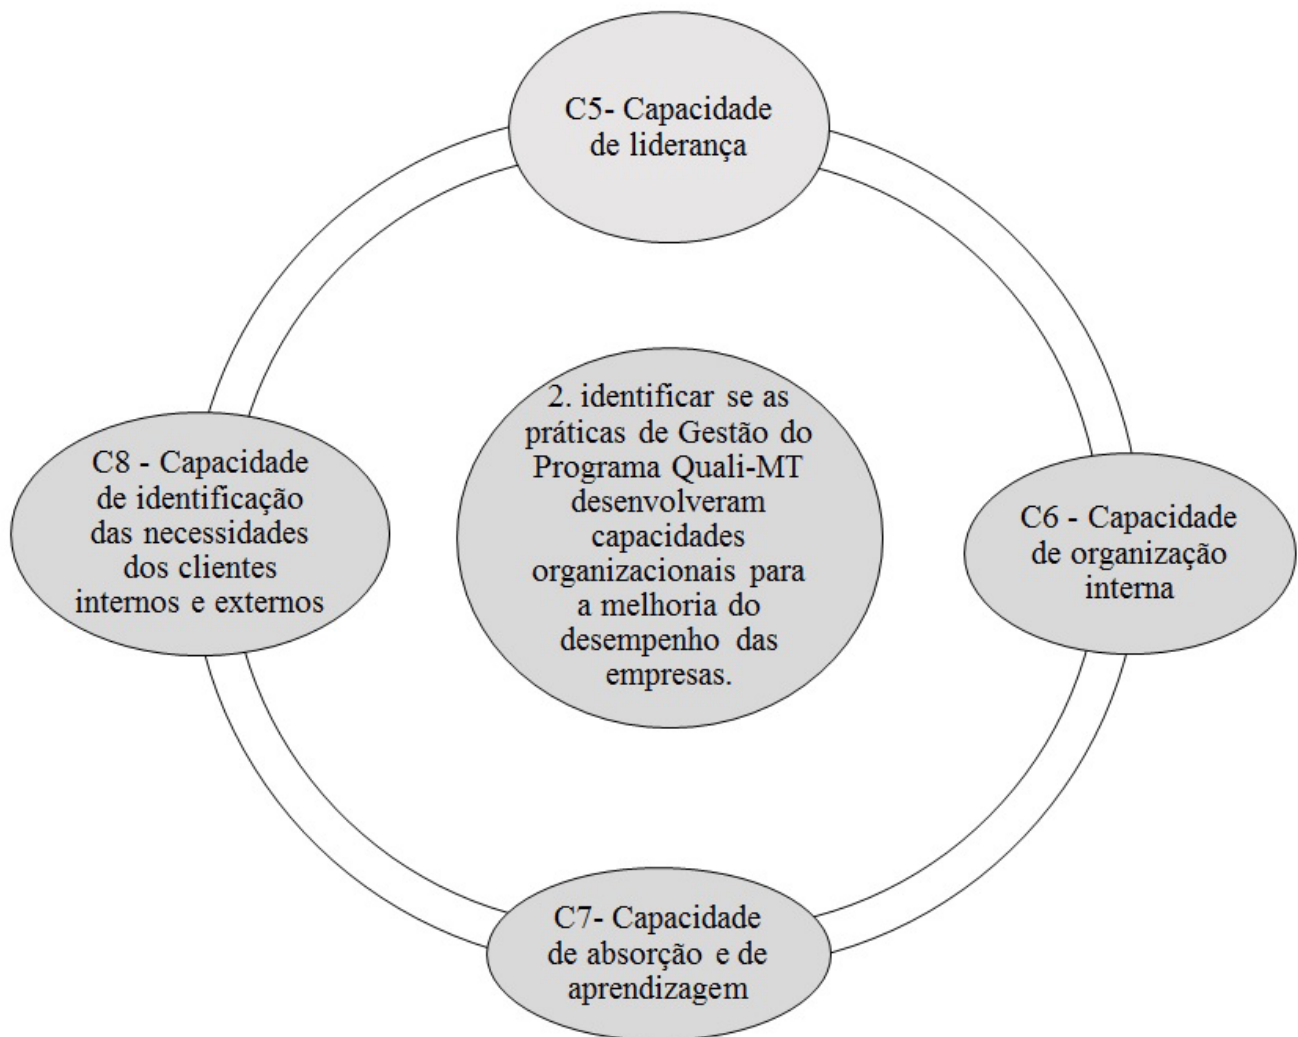 C5- Capacidade
de liderança
C8 - Capacidade
de identificação
das necessidades
dos clientes
internos e externos
2. identificar se as
práticas de Gestão do
Programa Quali-MT
desenvolveram
capacidades
organizacionais para
a melhoria do
desempenho das
empresas.
C6 - Capacidade
de organização
interna
C7- Capacidade
de absorção e de
aprendizagem